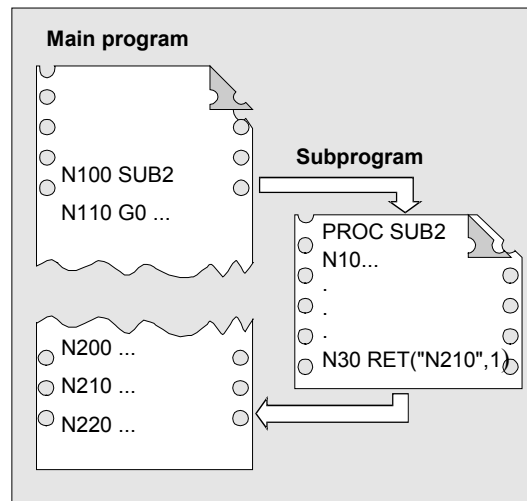 Main program
N100 SUB2
N110 G0 ...
Subprogram
PROC SUB2
N10...
.
.
.
N30 RET("N210",1)
N200 ...
N210 ...
N220 ...